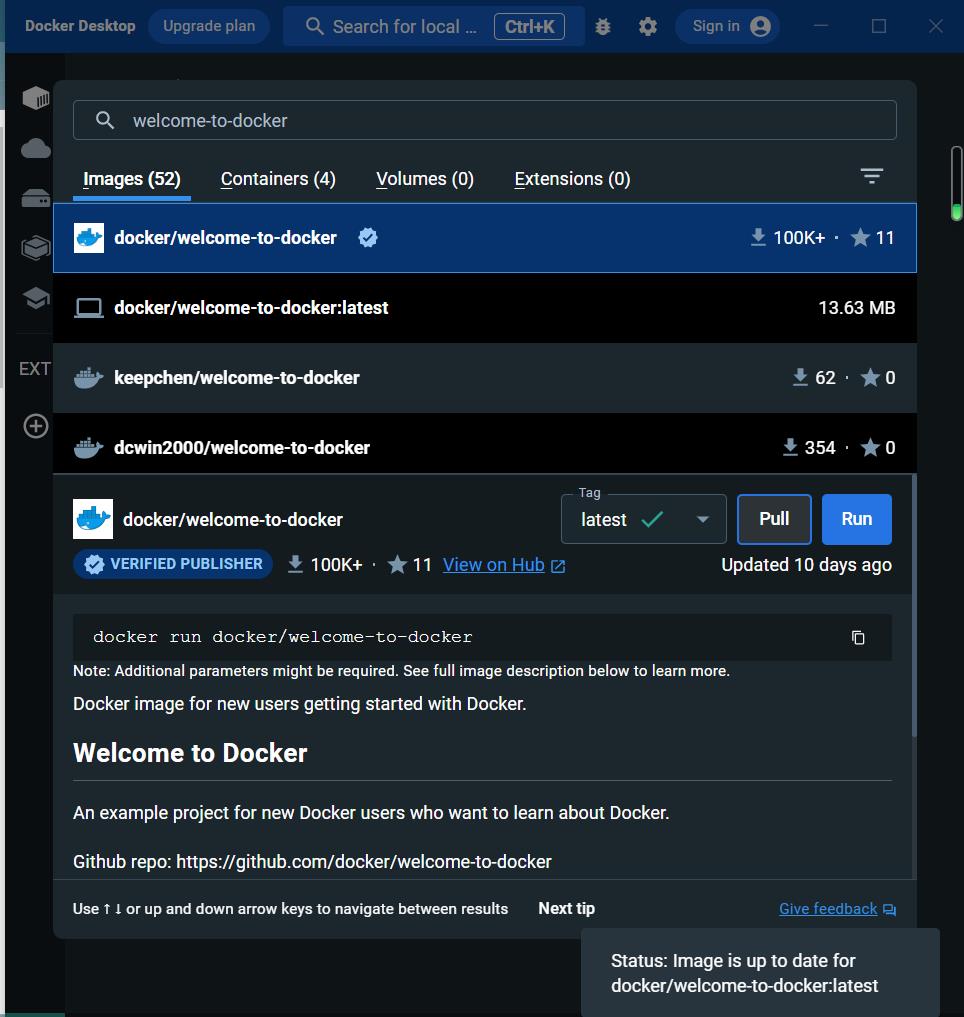 Docker Desktop Upgrade plan Search for local ... Ctrl+K Sign in
welcome-to-docker
Images (52) Containers (4) Volumes (0) Extensions (0)
docker/welcome-to-docker 100K+ · 11
docker/welcome-to-docker:latest 13.63 MB
keepchen/welcome-to-docker 62 · 0
EXT
dcwin2000/welcome-to-docker 354 · 0
Tag
docker/welcome-to-docker latest Pull Run
VERIFIED PUBLISHER 100K+ · 11 View on Hub Updated 10 days ago
docker run docker/welcome-to-docker
Note: Additional parameters might be required. See full image description below to learn more.
Docker image for new users getting started with Docker.
Welcome to Docker
An example project for new Docker users who want to learn about Docker.
Github repo: https://github.com/docker/welcome-to-docker
Use ↑ ↓ or up and down arrow keys to navigate between results Next tip Give feedback
Status: Image is up to date for
docker/welcome-to-docker:latest